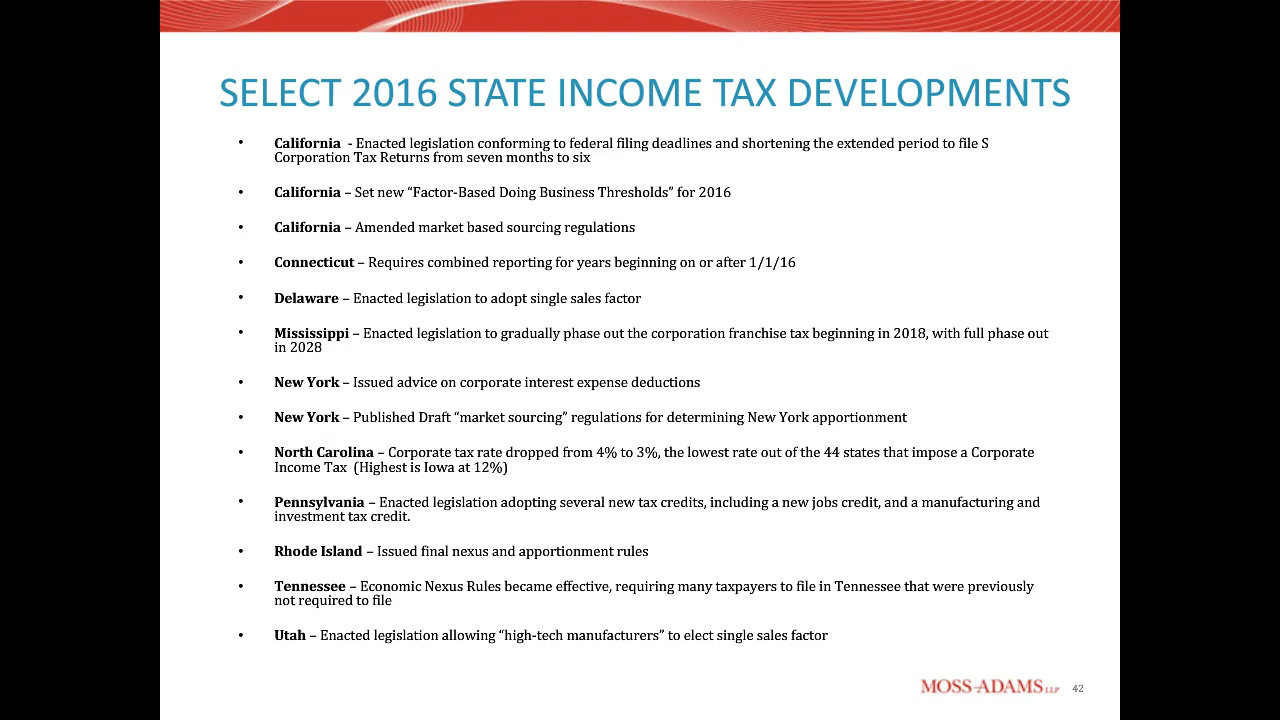 SELECT 2016 STATE INCOME TAX DEVELOPMENTS
• California - Enacted legislation conforming to federal filing deadlines and shortening the extended period to file S
Corporation Tax Returns from seven months to six
• California – Set new “Factor-Based Doing Business Thresholds” for 2016
• California – Amended market based sourcing regulations
• Connecticut – Requires combined reporting for years beginning on or after 1/1/16
• Delaware – Enacted legislation to adopt single sales factor
• Mississippi – Enacted legislation to gradually phase out the corporation franchise tax beginning in 2018, with full phase out
in 2028
• New York – Issued advice on corporate interest expense deductions
• New York – Published Draft “market sourcing” regulations for determining New York apportionment
• North Carolina – Corporate tax rate dropped from 4% to 3%, the lowest rate out of the 44 states that impose a Corporate
Income Tax (Highest is Iowa at 12%)
• Pennsylvania – Enacted legislation adopting several new tax credits, including a new jobs credit, and a manufacturing and
investment tax credit.
• Rhode Island – Issued final nexus and apportionment rules
• Tennessee – Economic Nexus Rules became effective, requiring many taxpayers to file in Tennessee that were previously
not required to file
• Utah – Enacted legislation allowing “high-tech manufacturers” to elect single sales factor
MOSS-ADAMS LLP 42